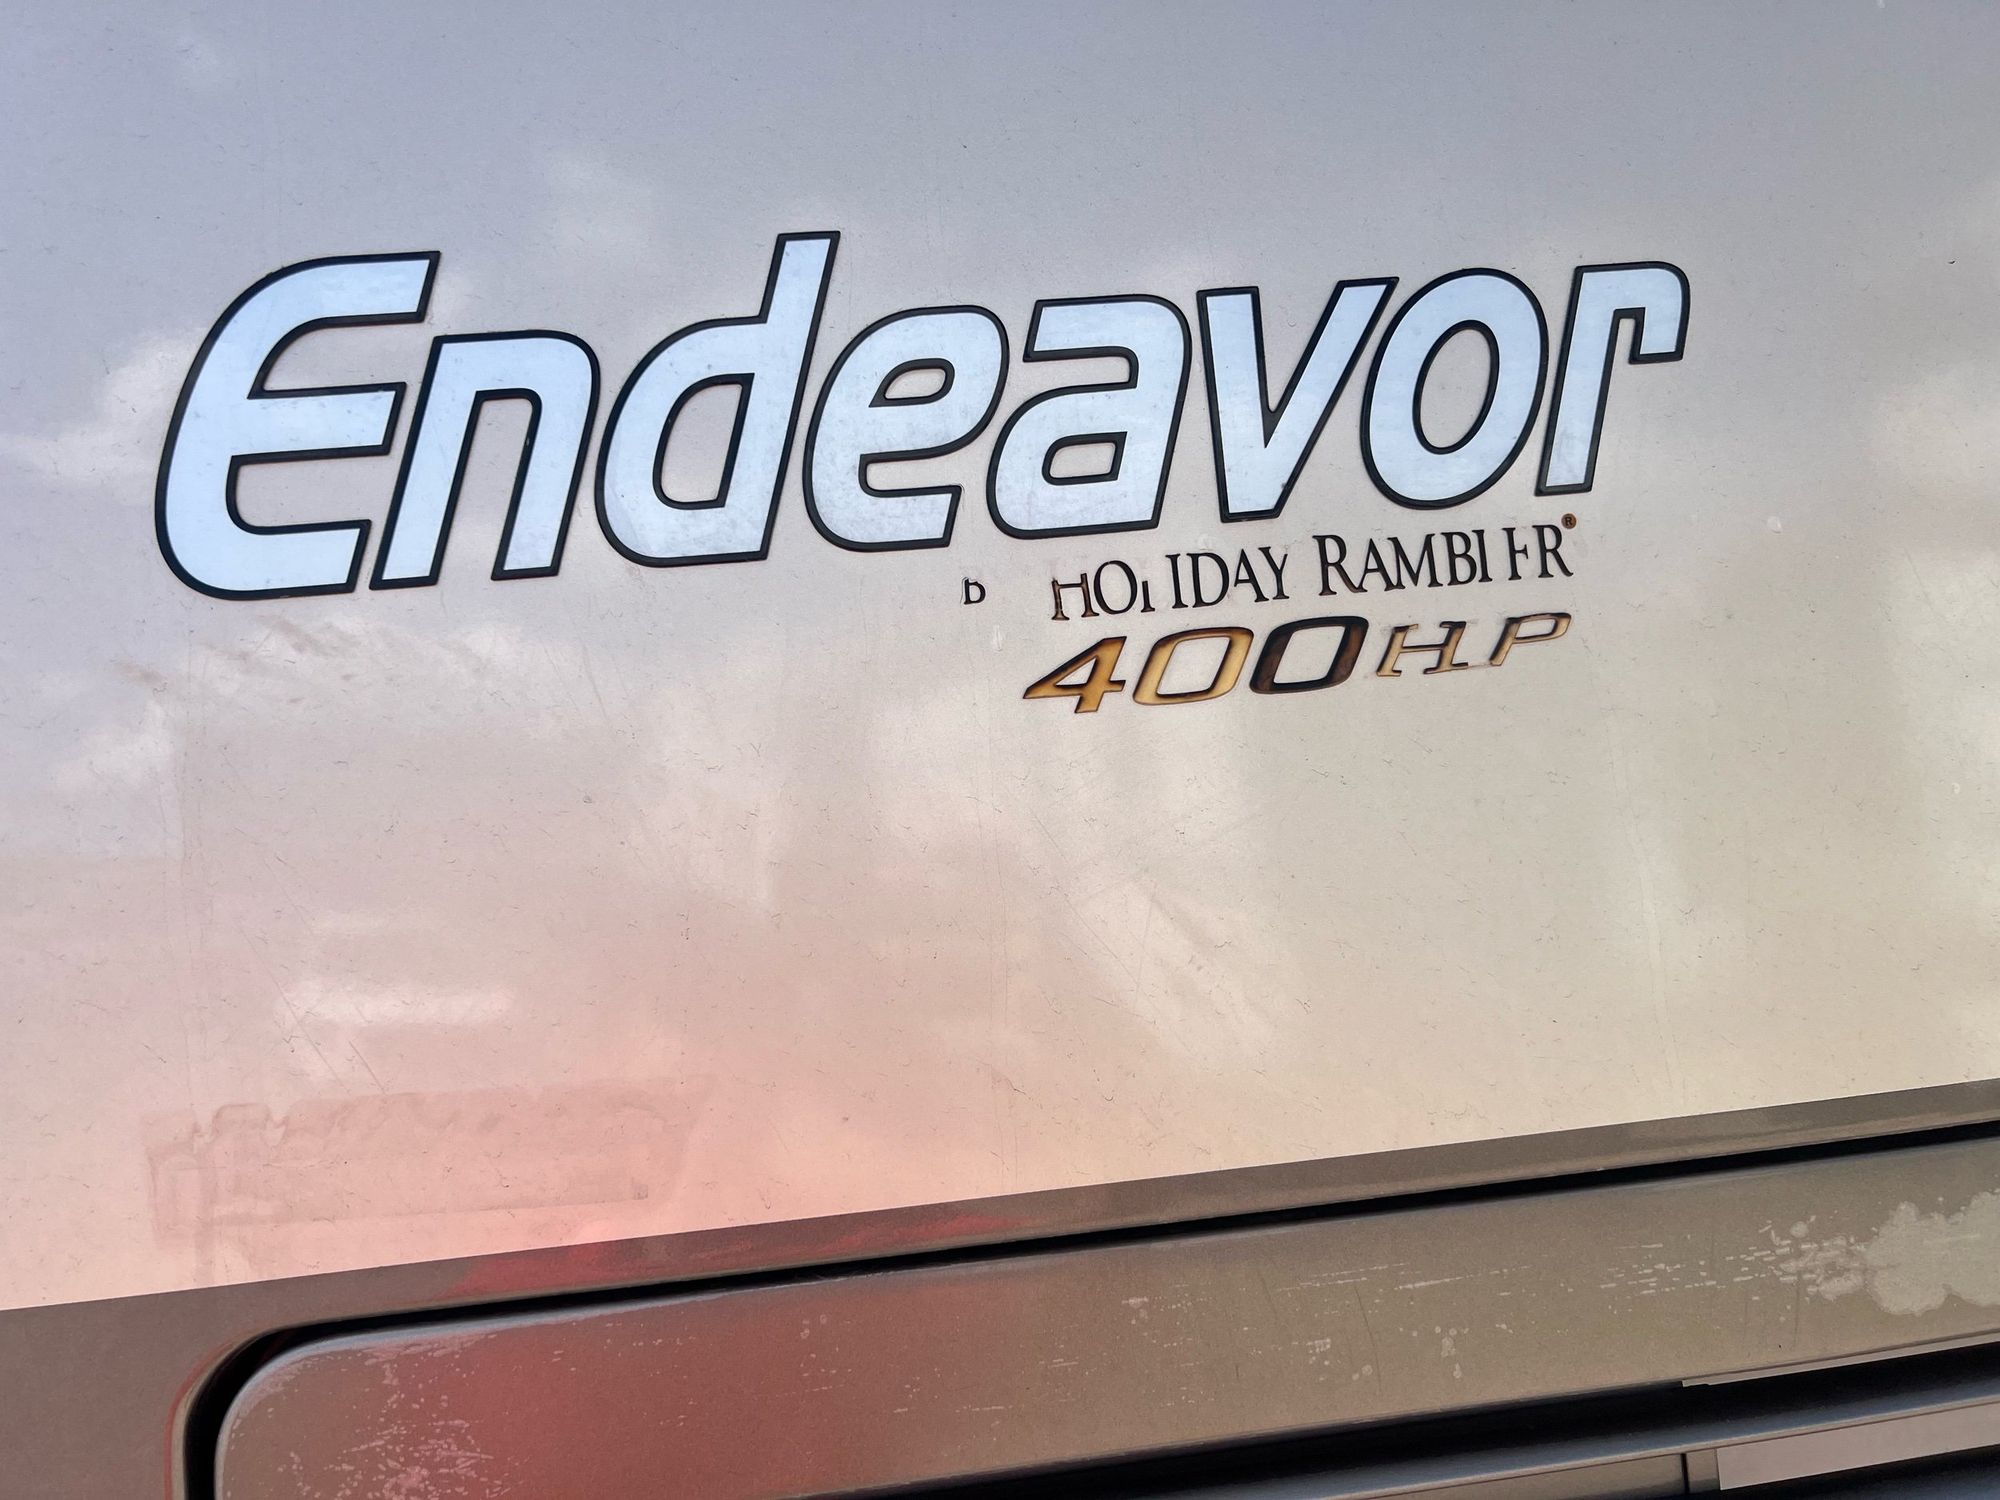 Endeavor
b HOLIDAY RAMBLER®
400HP